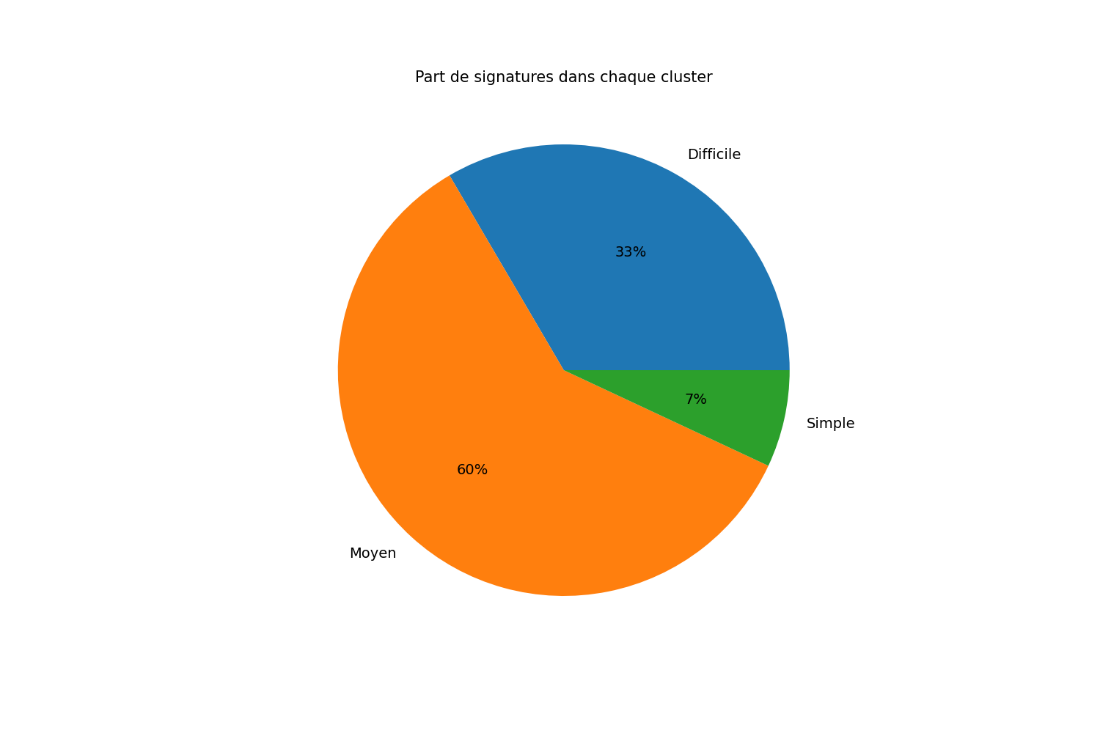 Part de signatures dans chaque cluster
Difficile
33%
7%
Simple
60%
Moyen